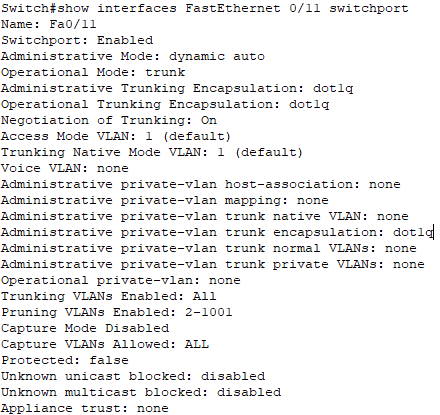 Switch#show interfaces FastEthernet 0/11 switchport
Name: Fa0/11
Switchport: Enabled
Administrative Mode: dynamic auto
Operational Mode: trunk
Administrative Trunking Encapsulation: dot1q
Operational Trunking Encapsulation: dot1q
Negotiation of Trunking: On
Access Mode VLAN: 1 (default)
Trunking Native Mode VLAN: 1 (default)
Voice VLAN: none
Administrative private-vlan host-association: none
Administrative private-vlan mapping: none
Administrative private-vlan trunk native VLAN: none
Administrative private-vlan trunk encapsulation: dot1q
Administrative private-vlan trunk normal VLANs: none
Administrative private-vlan trunk private VLANs: none
Operational private-vlan: none
Trunking VLANs Enabled: All
Pruning VLANs Enabled: 2-1001
Capture Mode Disabled
Capture VLANs Allowed: ALL
Protected: false
Unknown unicast blocked: disabled
Unknown multicast blocked: disabled
Appliance trust: none